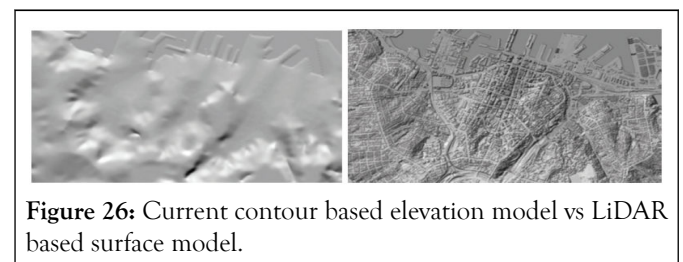 Figure 26: Current contour based elevation model vs LiDAR
based surface model.